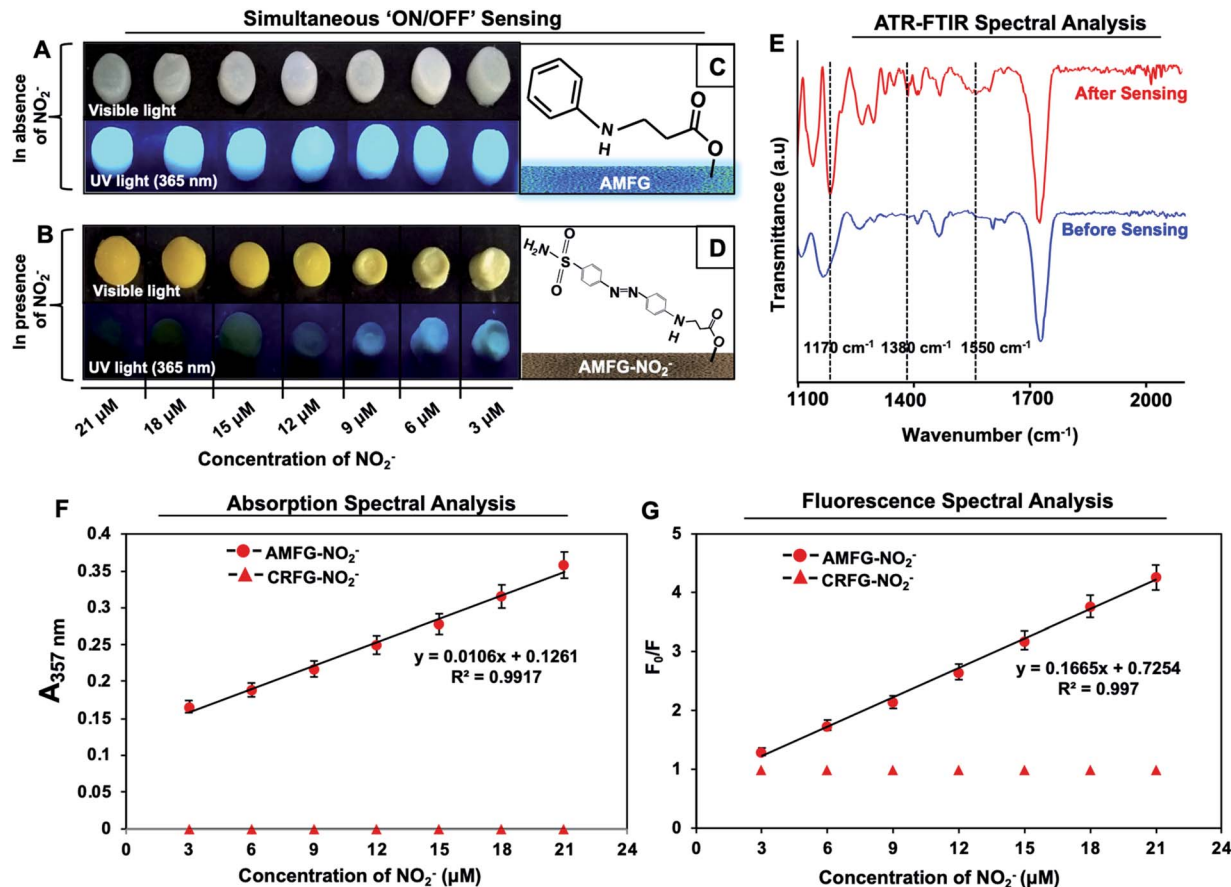 Simultaneous ‘ON/OFF’ Sensing
A
In absence
of NO₂⁻
Visible light
UV light (365 nm)
C
N
H
O
O
AMFG
B
In presence
of NO₂⁻
Visible light
UV light (365 nm)
D
H₂N
O
S
O
N=N
N
H
O
O
AMFG-NO₂⁻
21 µM
18 µM
15 µM
12 µM
9 µM
6 µM
3 µM
Concentration of NO₂⁻
ATR-FTIR Spectral Analysis
E
After Sensing
Before Sensing
1170 cm⁻¹
1380 cm⁻¹
1550 cm⁻¹
Transmittance (a.u)
1100
1400
1700
2000
Wavenumber (cm⁻¹)
F
Absorption Spectral Analysis
0.4
0.35
0.3
0.25
0.2
0.15
0.1
0.05
0
AMFG-NO₂⁻
CRFG-NO₂⁻
y = 0.0106x + 0.1261
R² = 0.9917
A357 nm
0 3 6 9 12 15 18 21 24
Concentration of NO₂⁻ (µM)
G
Fluorescence Spectral Analysis
5
4
3
2
1
0
AMFG-NO₂⁻
CRFG-NO₂⁻
y = 0.1665x + 0.7254
R² = 0.997
F₀/F
0 3 6 9 12 15 18 21 24
Concentration of NO₂⁻ (µM)